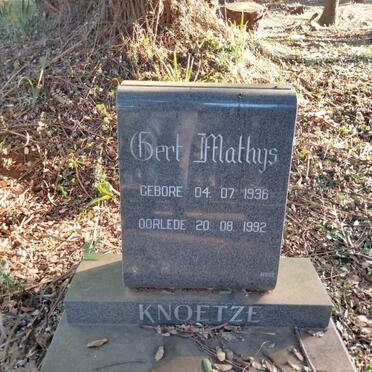 Gert Mathys
GEBORE 04. 07. 1936
OORLEDE 20. 08. 1992
KNOETZE